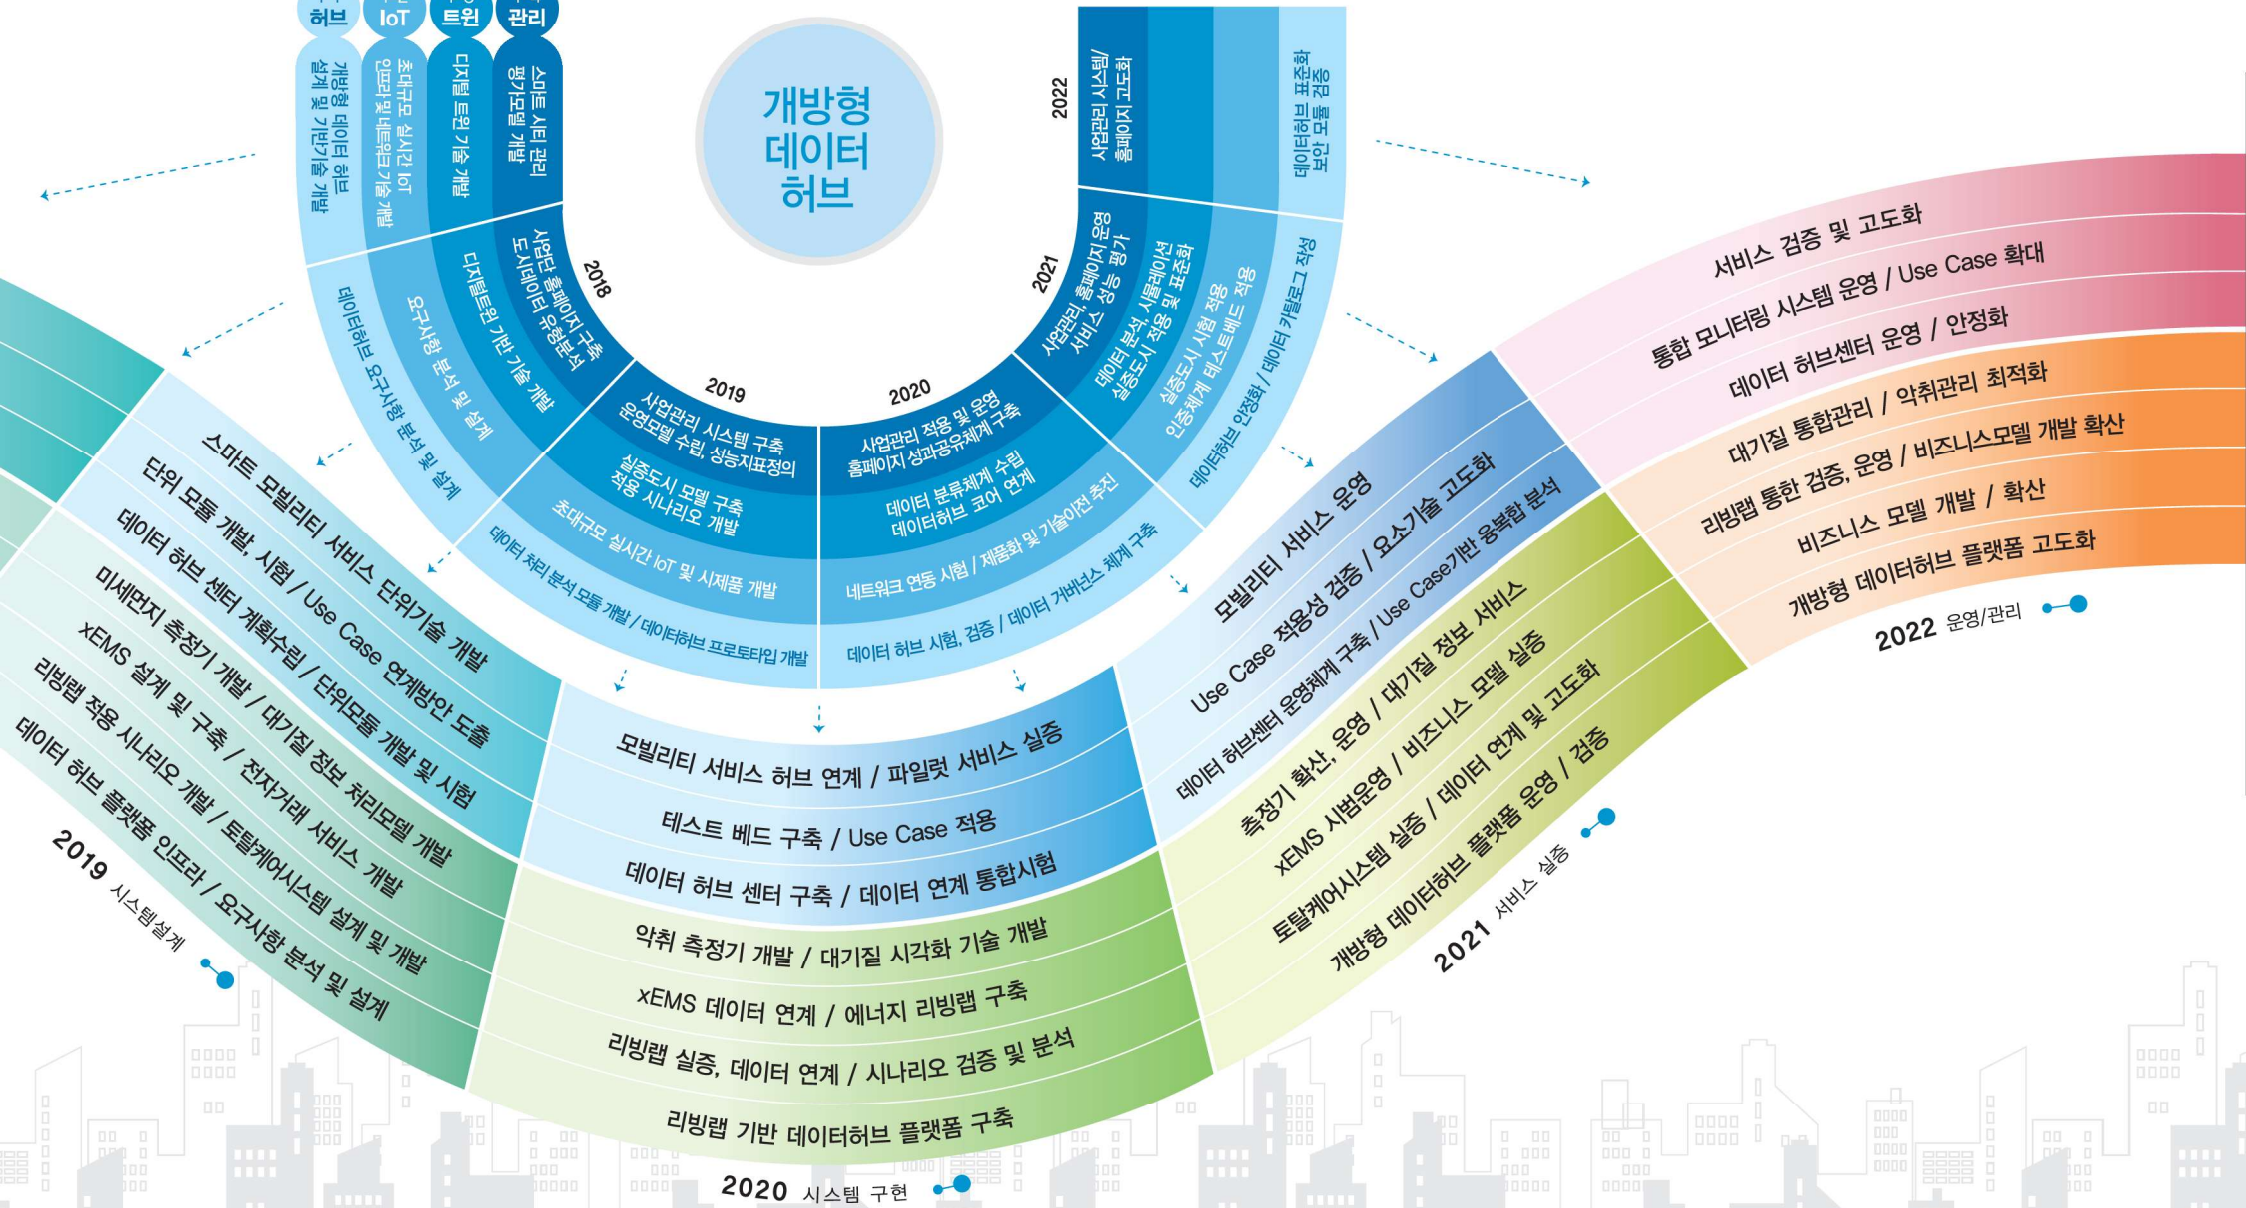 허브
IoT
트윈
관리
개방형 데이터 허브
설계 및 기반기술 개발
초대규모 실시간 IoT
인프라 및 네트워크 기술 개발
디지털 트윈 기술 개발
스마트 시티 관리
평가모델 개발
개방형
데이터
허브
2018
사업단 홈페이지 구축
도시데이터 유형분석
디지털트윈 기반 기술 개발
요구사항 분석 및 설계
데이터허브 요구사항 분석 및 설계
2019
사업관리 시스템 구축
운영모델 수립, 성능지표정의
실증도시 모델 구축
적용 시나리오 개발
초대규모 실시간 IoT 및 시제품 개발
데이터 처리 분석 모듈 개발 / 데이터허브 프로토타입 개발
2020
사업관리 적용 및 운영
홈페이지 성과공유체계 구축
데이터 분류체계 수립
데이터허브 코어 연계
네트워크 연동 시험 / 제품화 및 기술이전 추진
데이터 허브 시험, 검증 / 데이터 거버넌스 체계 구축
2021
사업관리, 홈페이지 운영
서비스 성능 평가
데이터 분석, 시뮬레이션
실증도시 적용 및 표준화
실증도시 시험 적용
인증체계 테스트베드 적용
데이터허브 안정화 / 데이터 카탈로그 작성
2022
사업관리 시스템/
홈페이지 고도화
데이터허브 표준화
보안 모듈 검증
스마트 모빌리티 서비스 단위기술 개발
단위 모듈 개발, 시험 / Use Case 연계방안 도출
데이터 허브 센터 계획수립 / 단위모듈 개발 및 시험
미세먼지 측정기 개발 / 대기질 정보 처리모델 개발
xEMS 설계 및 구축 / 전자거래 서비스 개발
리빙랩 적용 시나리오 개발 / 토탈케어시스템 설계 및 개발
데이터 허브 플랫폼 인프라 / 요구사항 분석 및 설계
2019 시스템설계
모빌리티 서비스 허브 연계 / 파일럿 서비스 실증
테스트 베드 구축 / Use Case 적용
데이터 허브 센터 구축 / 데이터 연계 통합시험
악취 측정기 개발 / 대기질 시각화 기술 개발
xEMS 데이터 연계 / 에너지 리빙랩 구축
리빙랩 실증, 데이터 연계 / 시나리오 검증 및 분석
리빙랩 기반 데이터허브 플랫폼 구축
2020 시스템 구현
모빌리티 서비스 운영
Use Case 적용성 검증 / 요소기술 고도화
데이터 허브센터 운영체계 구축 / Use Case기반 융복합 분석
측정기 확산, 운영 / 대기질 정보 서비스
xEMS 시범운영 / 비즈니스 모델 실증
토탈케어시스템 실증 / 데이터 연계 및 고도화
개방형 데이터허브 플랫폼 운영 / 검증
2021 서비스 실증
서비스 검증 및 고도화
통합 모니터링 시스템 운영 / Use Case 확대
데이터 허브센터 운영 / 안정화
대기질 통합관리 / 악취관리 최적화
리빙랩 통한 검증, 운영 / 비즈니스모델 개발 확산
비즈니스 모델 개발 / 확산
개방형 데이터허브 플랫폼 고도화
2022 운영/관리